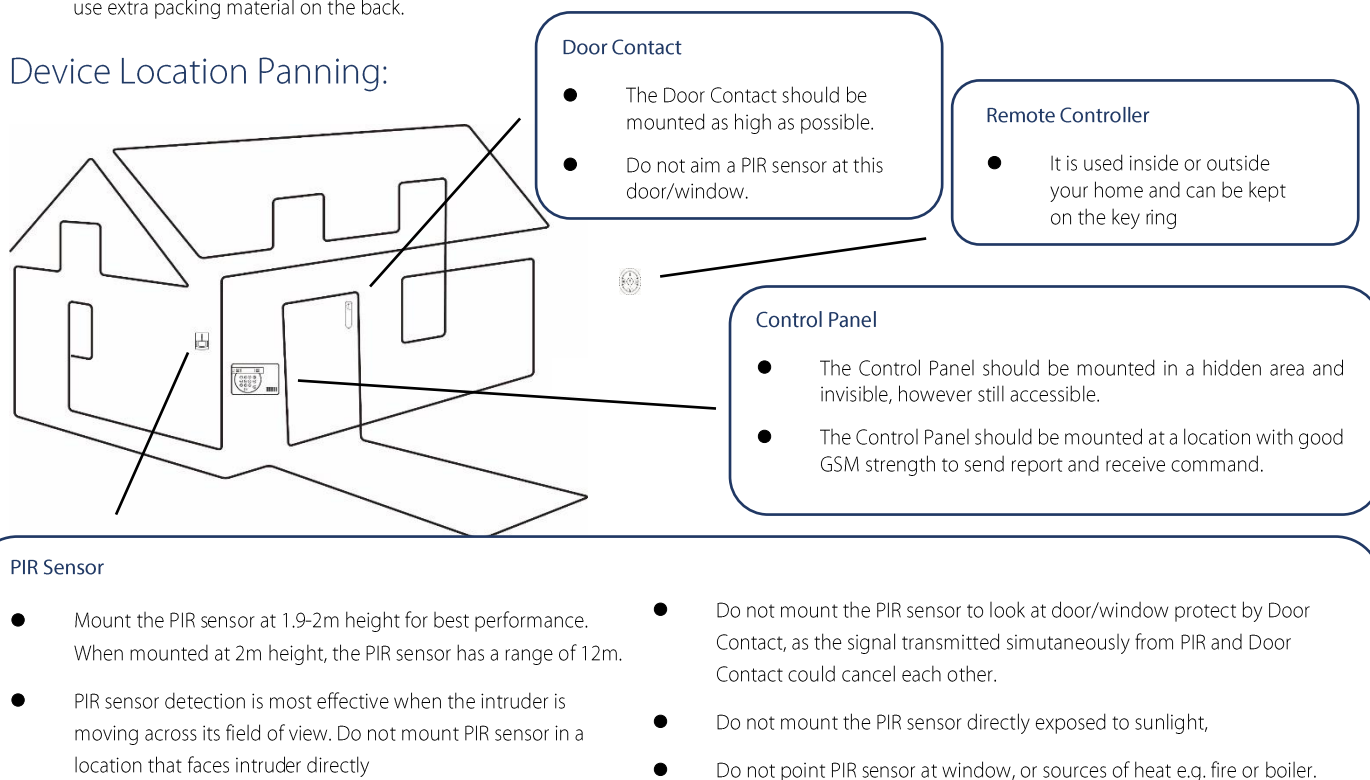 use extra packing material on the back.
Device Location Panning:
Door Contact
● The Door Contact should be
mounted as high as possible.
● Do not aim a PIR sensor at this
door/window.
Remote Controller
● It is used inside or outside
your home and can be kept
on the key ring
Control Panel
● The Control Panel should be mounted in a hidden area and
invisible, however still accessible.
● The Control Panel should be mounted at a location with good
GSM strength to send report and receive command.
PIR Sensor
● Mount the PIR sensor at 1.9-2m height for best performance.
When mounted at 2m height, the PIR sensor has a range of 12m.
● PIR sensor detection is most effective when the intruder is
moving across its field of view. Do not mount PIR sensor in a
location that faces intruder directly
● Do not mount the PIR sensor to look at door/window protect by Door
Contact, as the signal transmitted simutaneously from PIR and Door
Contact could cancel each other.
● Do not mount the PIR sensor directly exposed to sunlight,
● Do not point PIR sensor at window, or sources of heat e.g. fire or boiler.